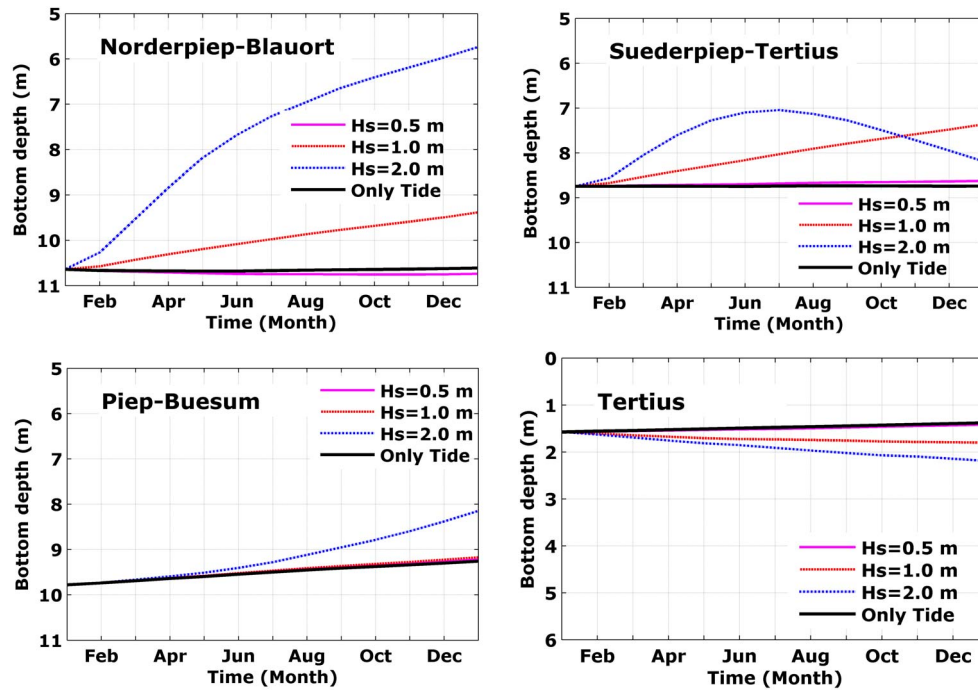 Norderpiep-Blauort
5
6
7
8
9
10
11
Bottom depth (m)
Hs=0.5 m
Hs=1.0 m
Hs=2.0 m
Only Tide
Feb Apr Jun Aug Oct Dec
Time (Month)
Suederpiep-Tertius
5
6
7
8
9
10
11
Bottom depth (m)
Hs=0.5 m
Hs=1.0 m
Hs=2.0 m
Only Tide
Feb Apr Jun Aug Oct Dec
Time (Month)
Piep-Buesum
5
6
7
8
9
10
11
Bottom depth (m)
Hs=0.5 m
Hs=1.0 m
Hs=2.0 m
Only Tide
Feb Apr Jun Aug Oct Dec
Time (Month)
Tertius
0
1
2
3
4
5
6
Bottom depth (m)
Hs=0.5 m
Hs=1.0 m
Hs=2.0 m
Only Tide
Feb Apr Jun Aug Oct Dec
Time (Month)